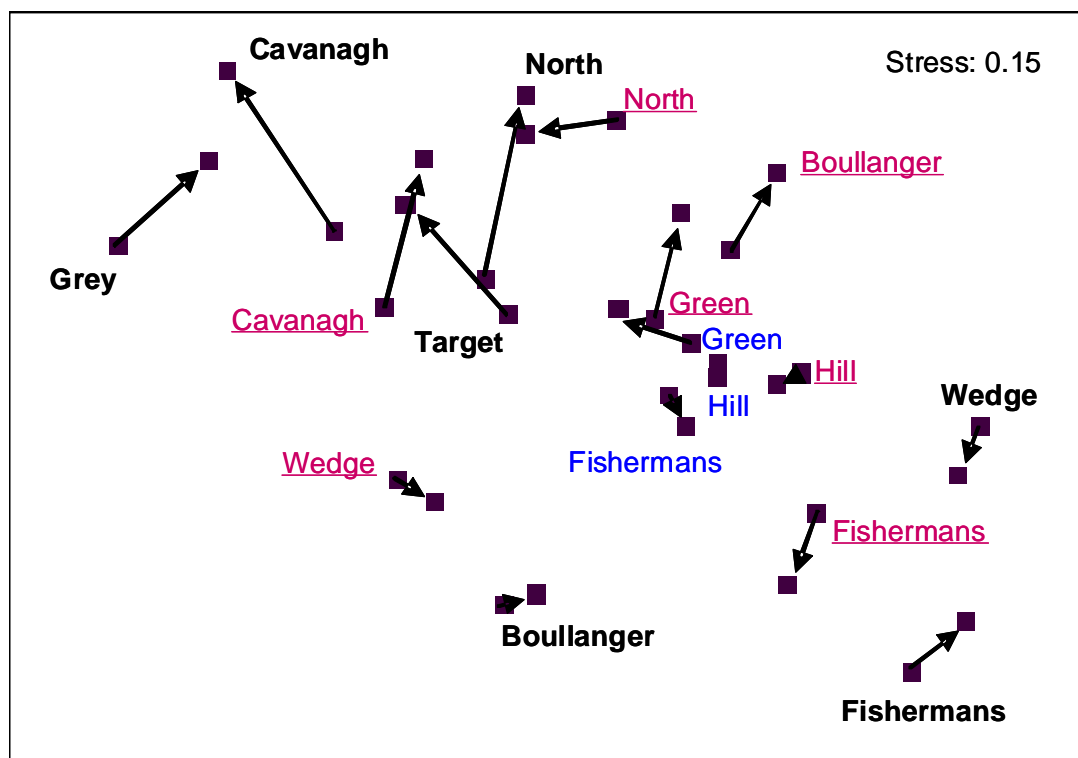 Cavanagh
North
Stress: 0.15
North
Boullanger
Grey
Cavanagh
Target
Green
Green
Hill
Hill
Wedge
Wedge
Fishermans
Fishermans
Boullanger
Fishermans